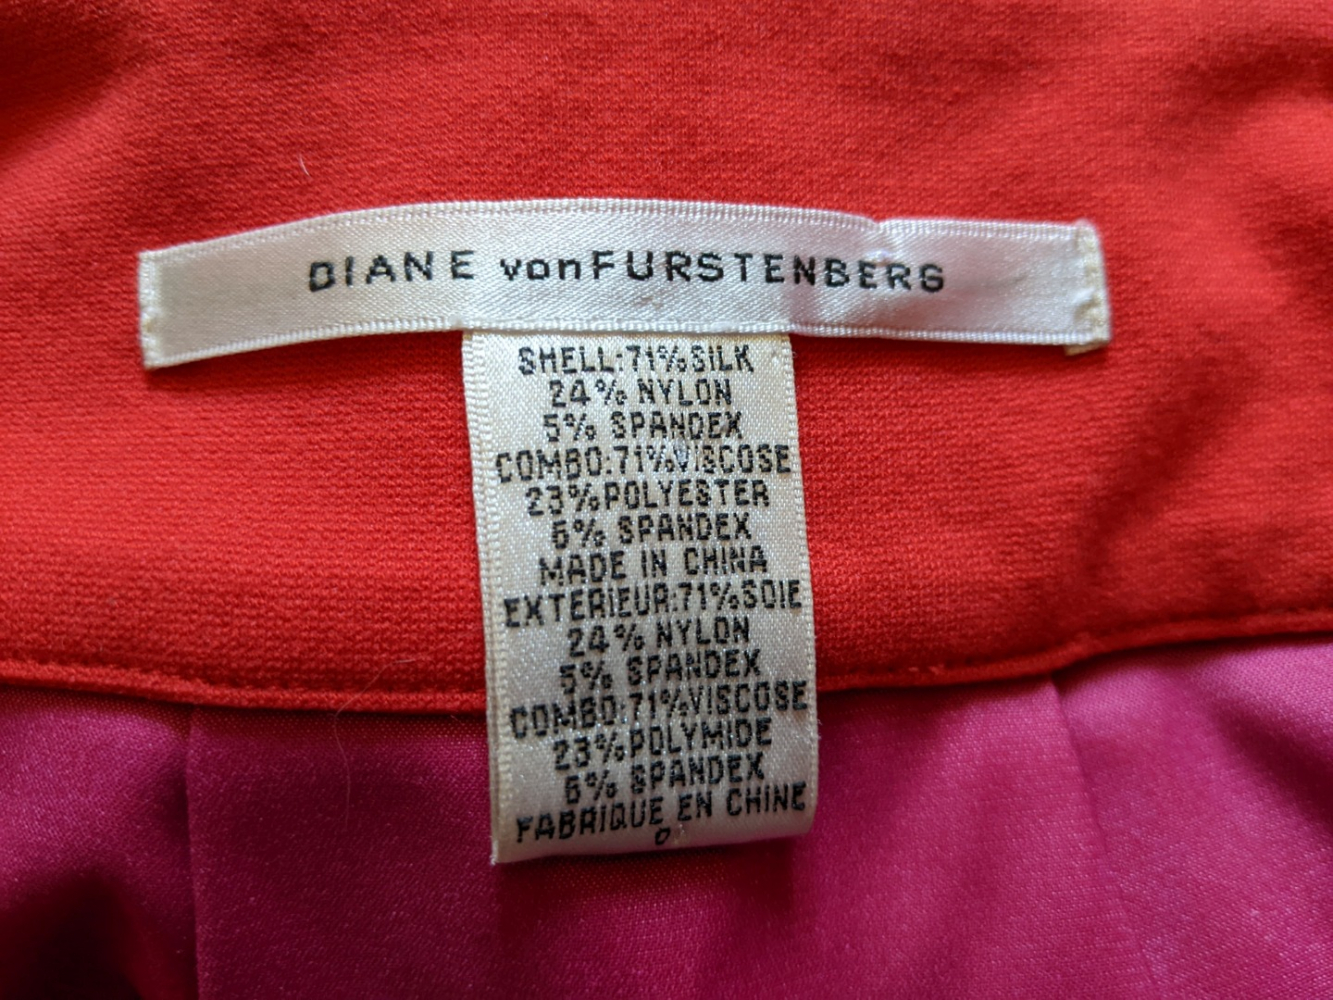 DIANE vonFURSTENBERG
SHELL:71%SILK
24% NYLON
5% SPANDEX
COMBO:71%VISCOSE
23%POLYESTER
6% SPANDEX
MADE IN CHINA
EXTERIEUR:71%SOIE
24% NYLON
5% SPANDEX
COMBO:71%VISCOSE
23%POLYMIDE
6% SPANDEX
FABRIQUE EN CHINE
0